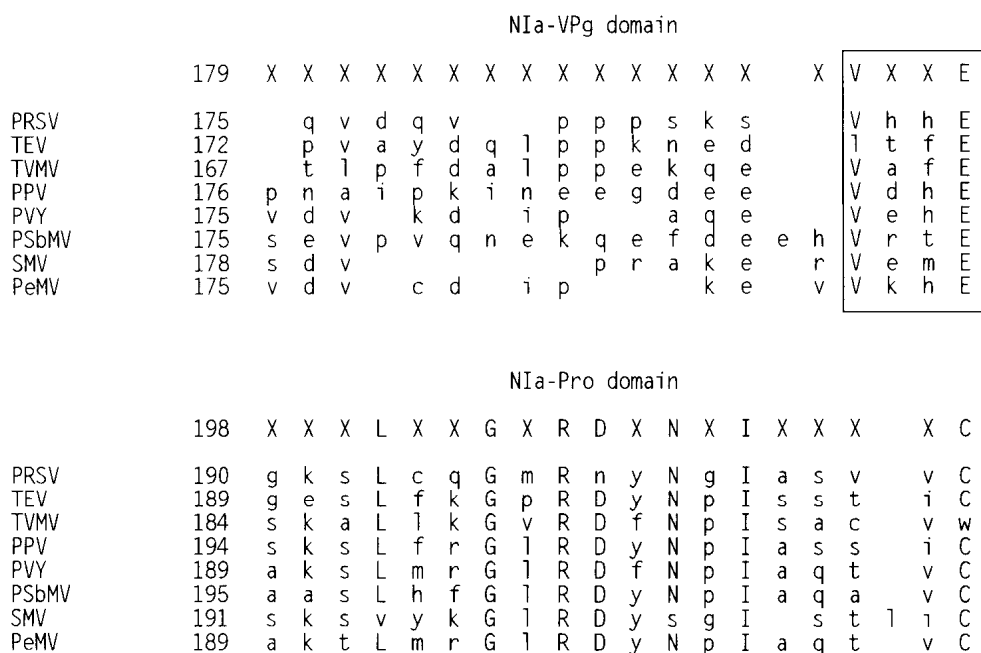 NIa-VPg domain
179 X X X X X X X X X X X X X X X V X X E
PRSV 175 q v d q v p p p s k s V h h E
TEV 172 p v a y d q l p p k n e d l t f E
TVMV 167 t l p f d a l p p e k q e V a f E
PPV 176 p n a i p k i n e e g d e e V d h E
PVY 175 v d v k d i p a q e V e h E
PSbMV 175 s e v p v q n e k q e f d e e h V r t E
SMV 178 s d v p r a k e r V e m E
PeMV 175 v d v c d i p k e v V k h E
NIa-Pro domain
198 X X X L X X G X R D X N X I X X X X C
PRSV 190 g k s L c q G m R n y N g I a s v v C
TEV 189 g e s L f k G p R D y N p I s s t i C
TVMV 184 s k a L l k G v R D f N p I s a c v w
PPV 194 s k s L f r G l R D y N p I a s s i C
PVY 189 a k s L m r G l R D f N p I a q t v C
PSbMV 195 a a s L h f G l R D y N p I a q a v C
SMV 191 s k s v y k G l R D y s g I s t l i C
PeMV 189 a k t L m r G l R D y N p I a q t v C